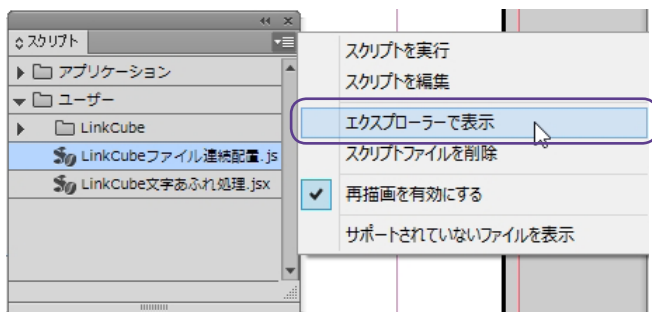 スクリプト
アプリケーション
ユーザー
LinkCube
LinkCubeファイル連続配置.js
LinkCube文字あふれ処理.jsx
スクリプトを実行
スクリプトを編集
エクスプローラーで表示
スクリプトファイルを削除
再描画を有効にする
サポートされていないファイルを表示